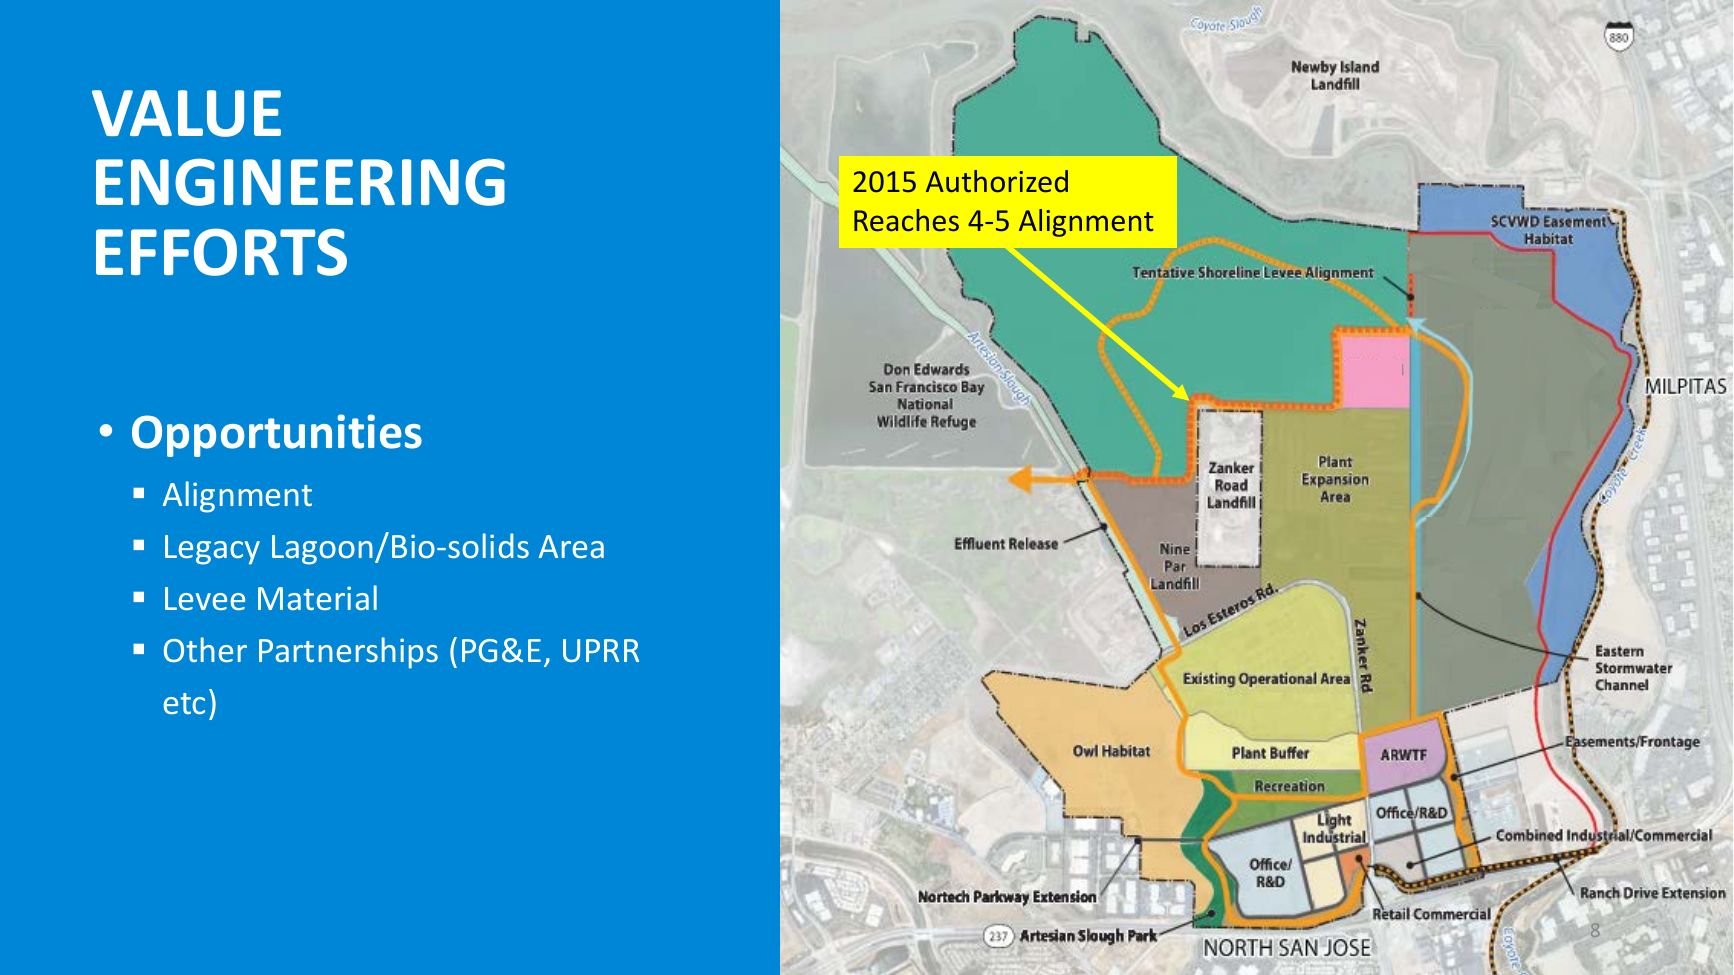 VALUE
ENGINEERING
EFFORTS
• Opportunities
▪ Alignment
▪ Legacy Lagoon/Bio-solids Area
▪ Levee Material
▪ Other Partnerships (PG&E, UPRR
etc)
Coyote Slough
880
Newby Island
Landfill
2015 Authorized
Reaches 4-5 Alignment
SCVWD Easement
Habitat
Tentative Shoreline Levee Alignment
Artesian Slough
Don Edwards
San Francisco Bay
National
Wildlife Refuge
MILPITAS
Coyote Creek
Zanker
Road
Landfill
Plant
Expansion
Area
Effluent Release
Nine
Par
Landfill
Los Esteros Rd.
Zanker Rd
Existing Operational Area
Eastern
Stormwater
Channel
Owl Habitat
Plant Buffer
ARWTF
Easements/Frontage
Recreation
Light
Industrial
Office/R&D
Combined Industrial/Commercial
Office/
R&D
Nortech Parkway Extension
Ranch Drive Extension
Retail Commercial
237
Artesian Slough Park
NORTH SAN JOSE
Coyote
8